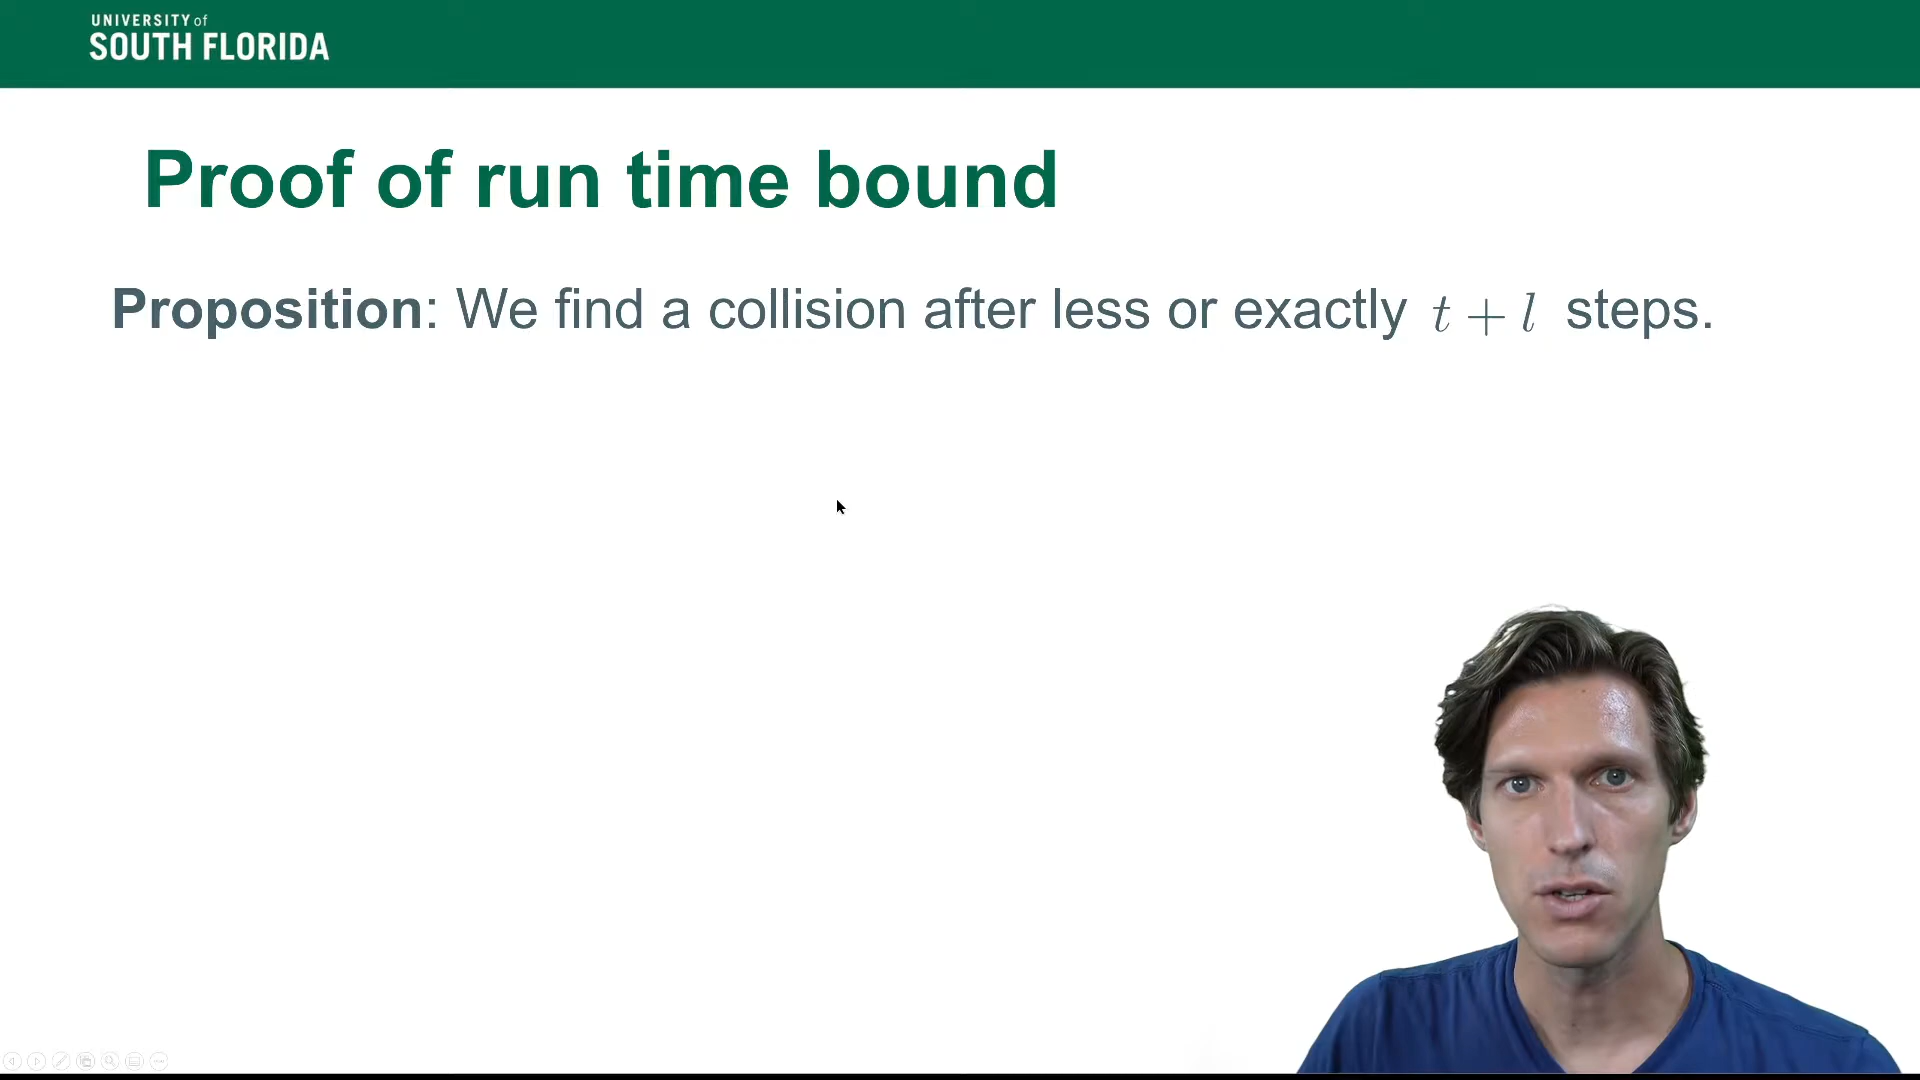 UNIVERSITY of
SOUTH FLORIDA
Proof of run time bound
Proposition: We find a collision after less or exactly t + l steps.